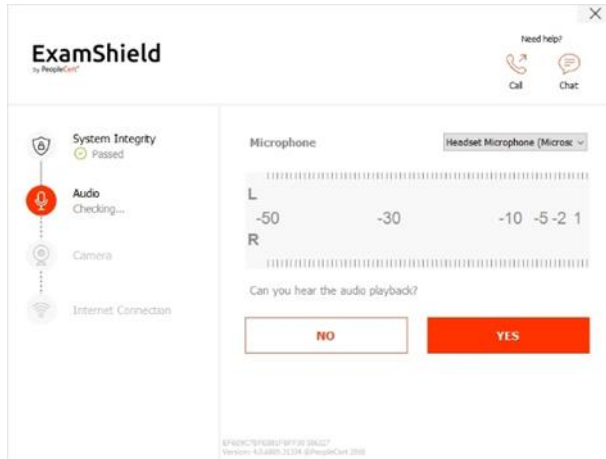 Need help?
ExamShield
by PeopleCert®
Call
Chat
System Integrity
Passed
Audio
Checking...
Camera
Internet Connection
Microphone
Headset Microphone (Microsc
L
-50 -30 -10 -5 -2 1
R
Can you hear the audio playback?
NO
YES